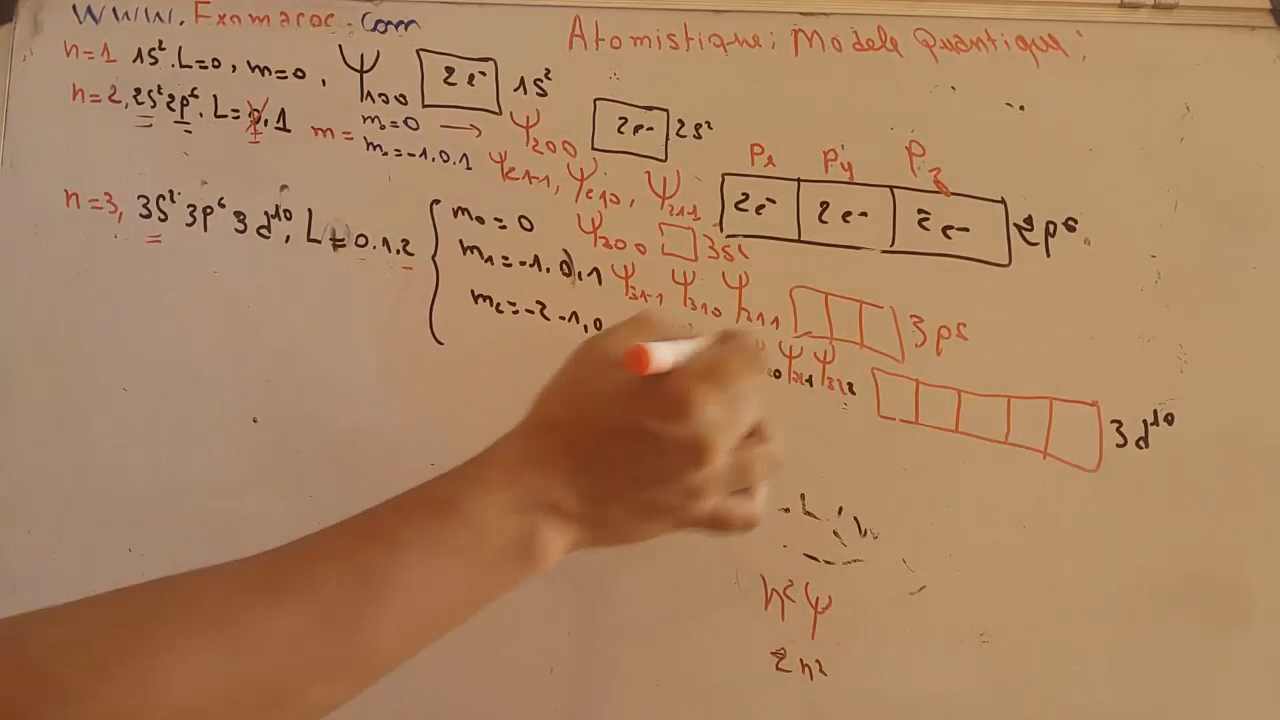 WWW.Exomaroc.com
Atomistique; Modèle Quantique:
n=1 1s². L=0, m=0, Ψ100 2e⁻ 1s²
n=2, 2s² 2p⁶. L=0.1 m= m₀=0 → Ψ200 2e⁻ 2s²
m₁=-1,0.1 Ψ21-1, Ψ210, Ψ211 2e⁻ 2e⁻ 2e⁻ 2p⁶.
Px Py Pz
n=3, 3s² 3p⁶ 3d¹⁰, L=0.1.2
m₀=0 Ψ300 3s²
m₁=-1,0,1 Ψ31-1 Ψ310 Ψ211 3p⁶
m₂=-2-1,0 Ψ Ψ322 3d¹⁰
n²Ψ
2n²